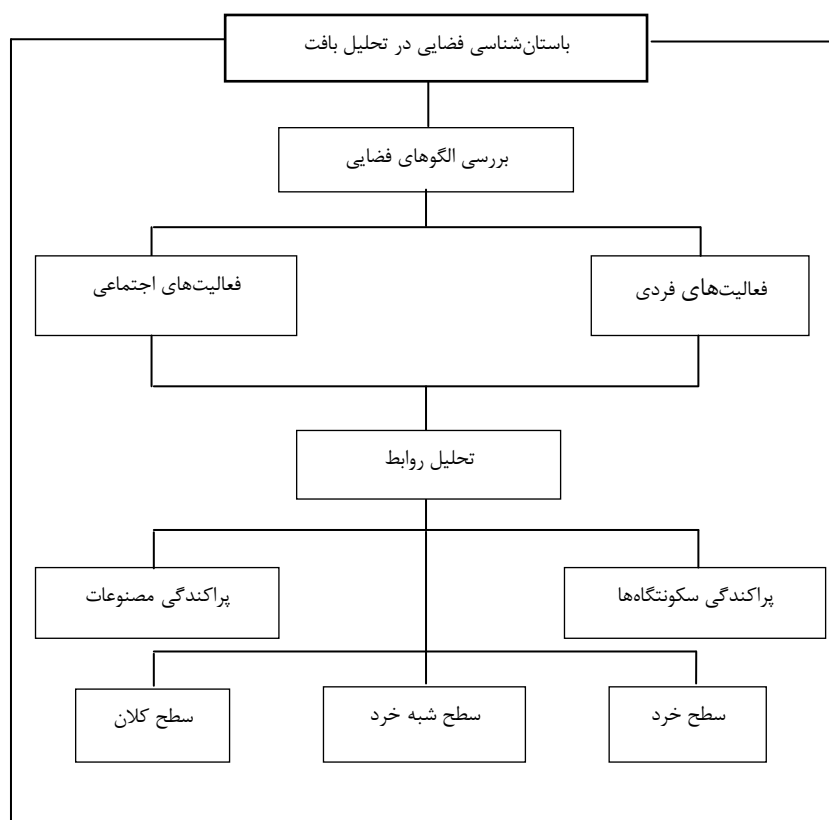 باستان‌شناسی فضایی در تحلیل بافت
بررسی الگوهای فضایی
فعالیت‌های فردی
فعالیت‌های اجتماعی
تحلیل روابط
پراکندگی سکونتگاه‌ها
پراکندگی مصنوعات
سطح خرد
سطح شبه خرد
سطح کلان